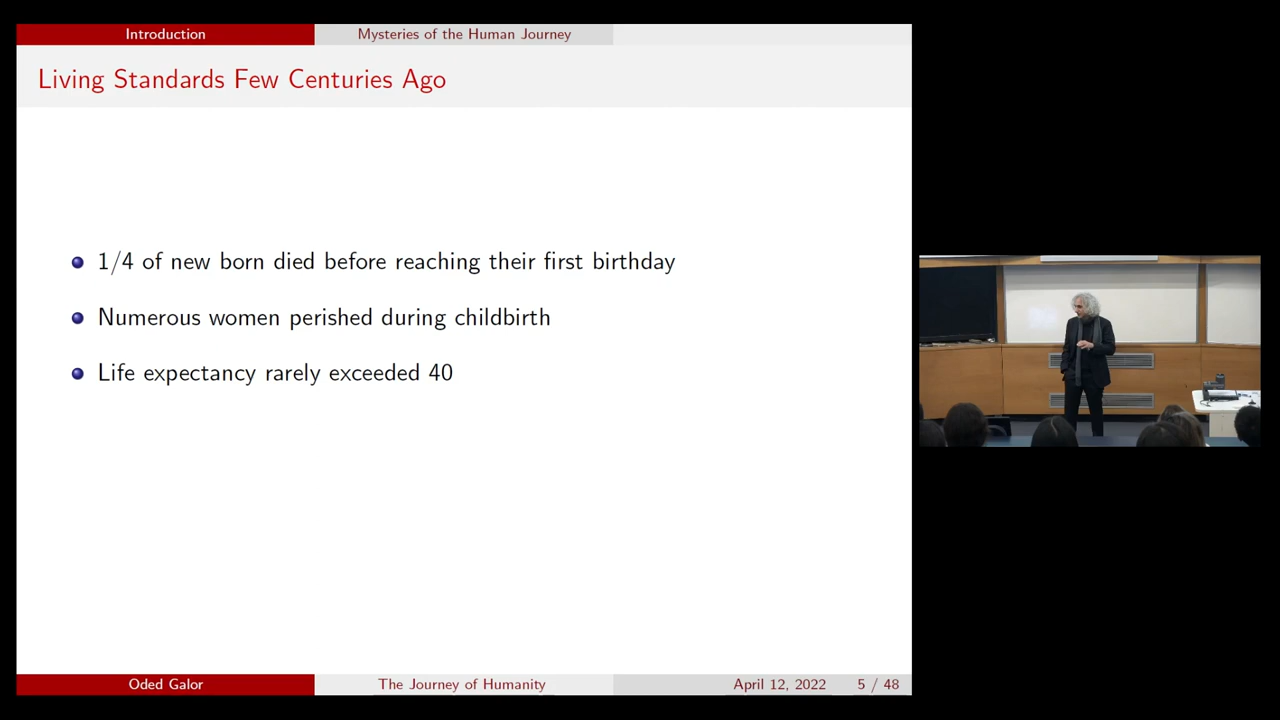 Introduction
Mysteries of the Human Journey
Living Standards Few Centuries Ago
1/4 of new born died before reaching their first birthday
Numerous women perished during childbirth
Life expectancy rarely exceeded 40
Oded Galor
The Journey of Humanity
April 12, 2022
5 / 48